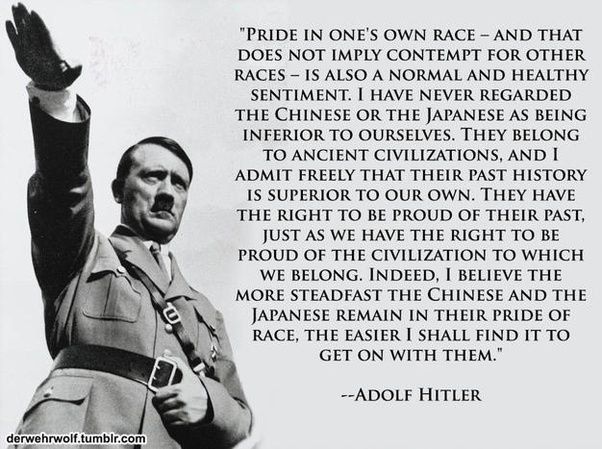 "Pride in one's own race – and that
does not imply contempt for other
races – is also a normal and healthy
sentiment. I have never regarded
the Chinese or the Japanese as being
inferior to ourselves. They belong
to ancient civilizations, and I
admit freely that their past history
is superior to our own. They have
the right to be proud of their past,
just as we have the right to be
proud of the civilization to which
we belong. Indeed, I believe the
more steadfast the Chinese and the
Japanese remain in their pride of
race, the easier I shall find it to
get on with them."
--Adolf Hitler
derwehrwolf.tumblr.com